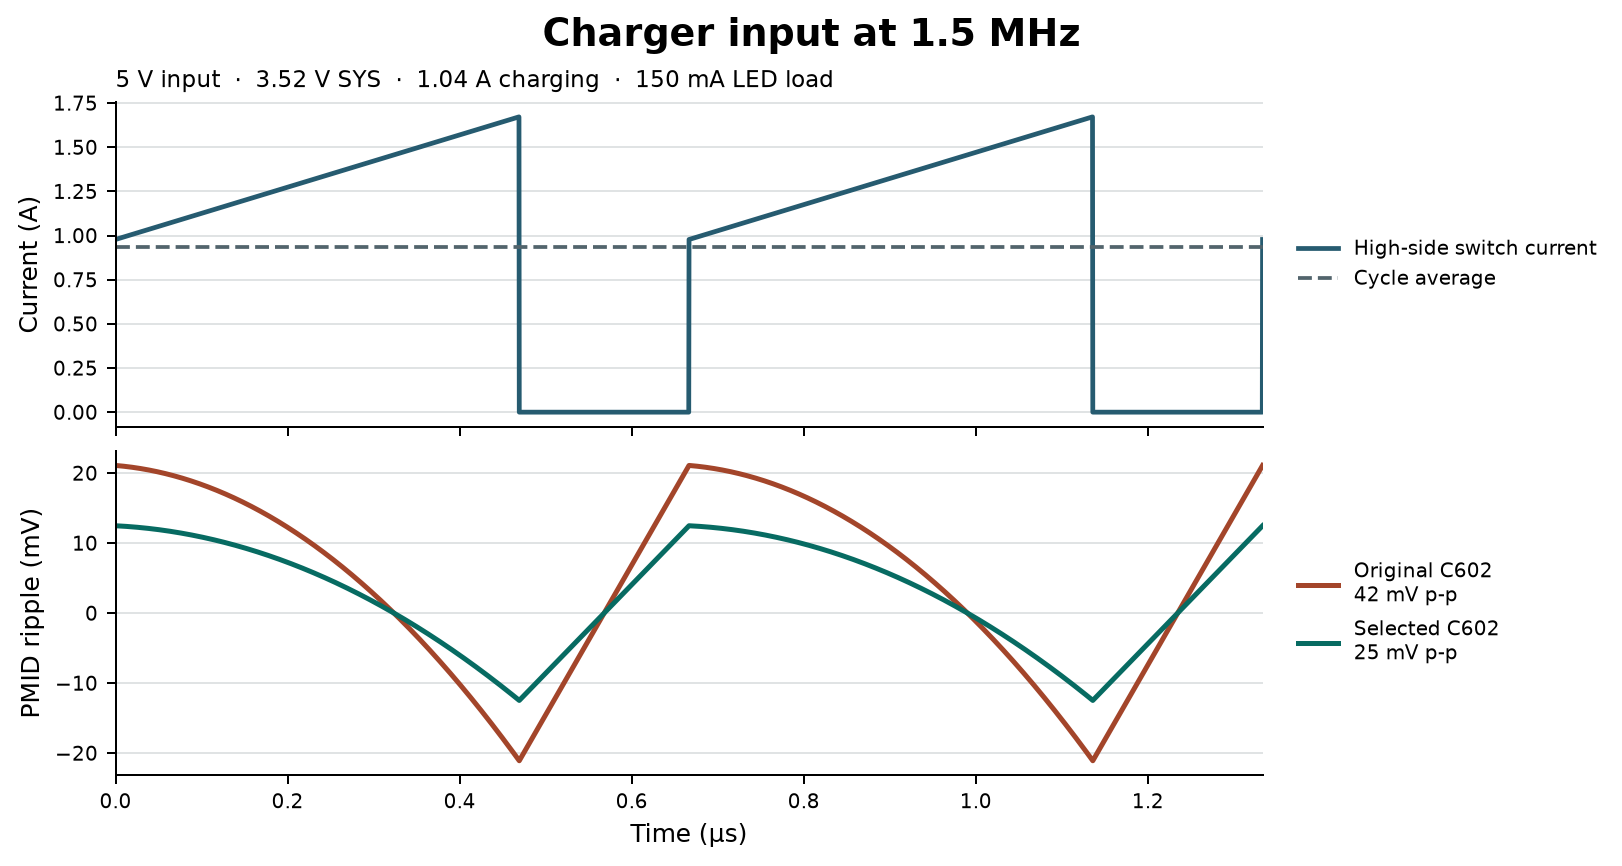 Charger input at 1.5 MHz
5 V input · 3.52 V SYS · 1.04 A charging · 150 mA LED load
1.75
1.50
1.25
1.00
0.75
0.50
0.25
0.00
Current (A)
High-side switch current
Cycle average
20
10
0
−10
−20
PMID ripple (mV)
Original C602
42 mV p-p
Selected C602
25 mV p-p
0.0 0.2 0.4 0.6 0.8 1.0 1.2
Time (µs)